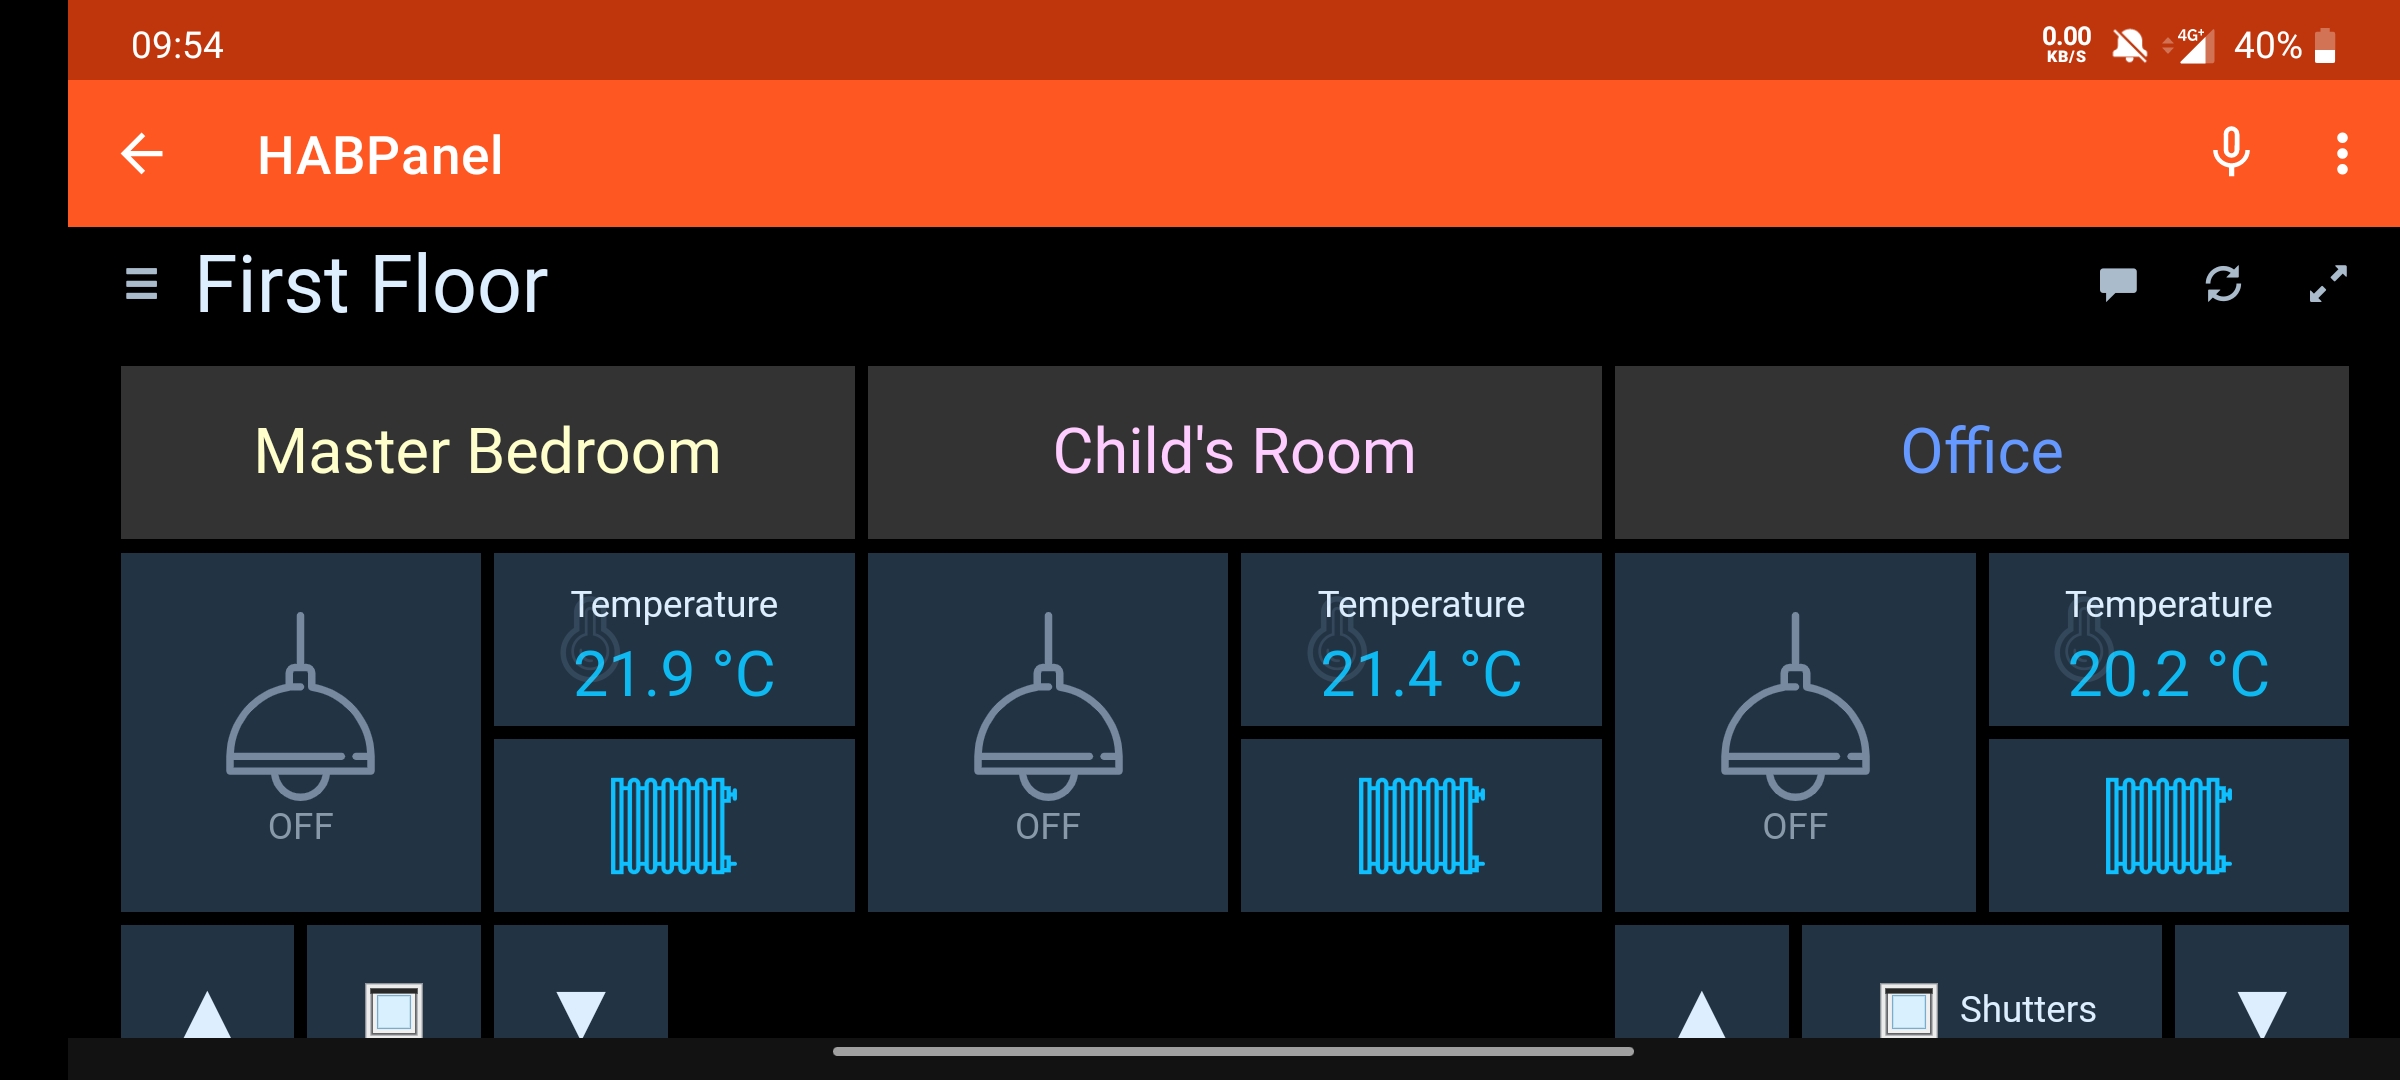 09:54
0.00
KB/S
4G+
40%
HABPanel
First Floor
Master Bedroom
Child's Room
Office
OFF
Temperature
21.9 °C
OFF
Temperature
21.4 °C
OFF
Temperature
20.2 °C
Shutters